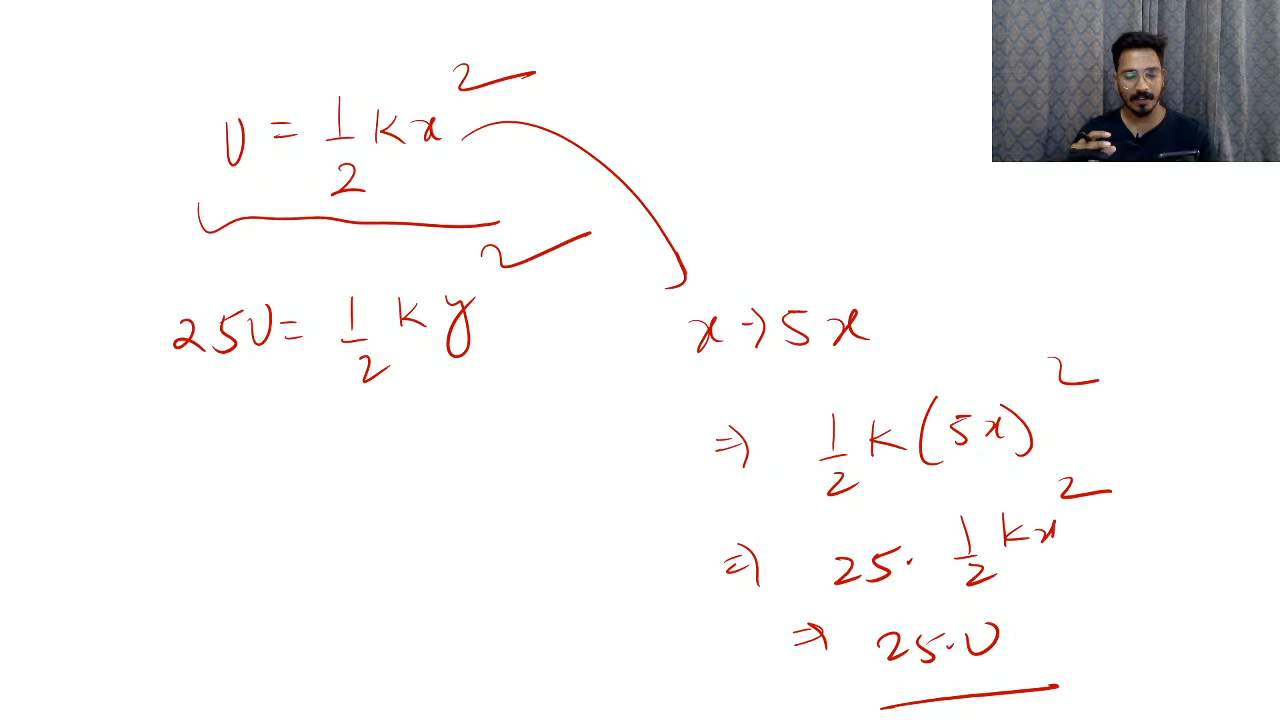 U = 1/2 kx²
25U = 1/2 ky²
x → 5x
⇒ 1/2 k(5x)²
⇒ 25 · 1/2 kx²
⇒ 25 · U